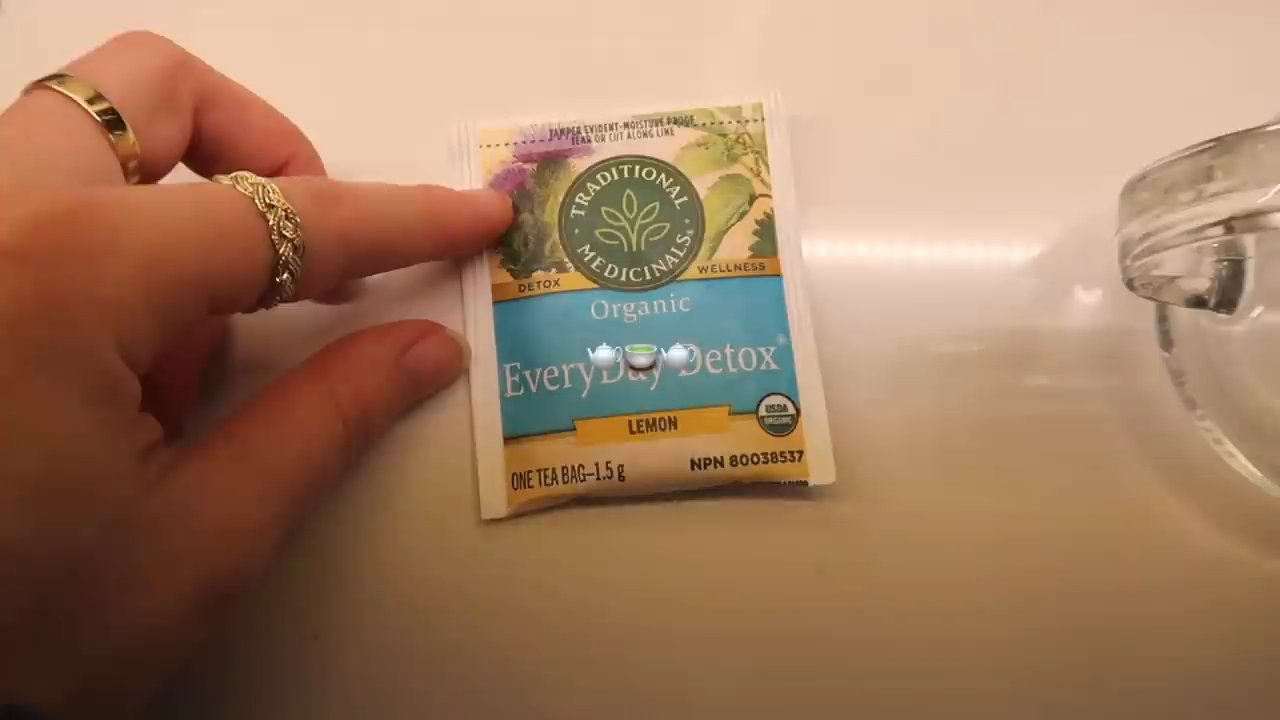 TAMPER EVIDENT-MOISTURE PROOF
TEAR OR CUT ALONG LINE
TRADITIONAL
MEDICINALS
DETOX
WELLNESS
Organic
EveryDay Detox
LEMON
USDA
ORGANIC
ONE TEA BAG–1.5 g
NPN 80038537